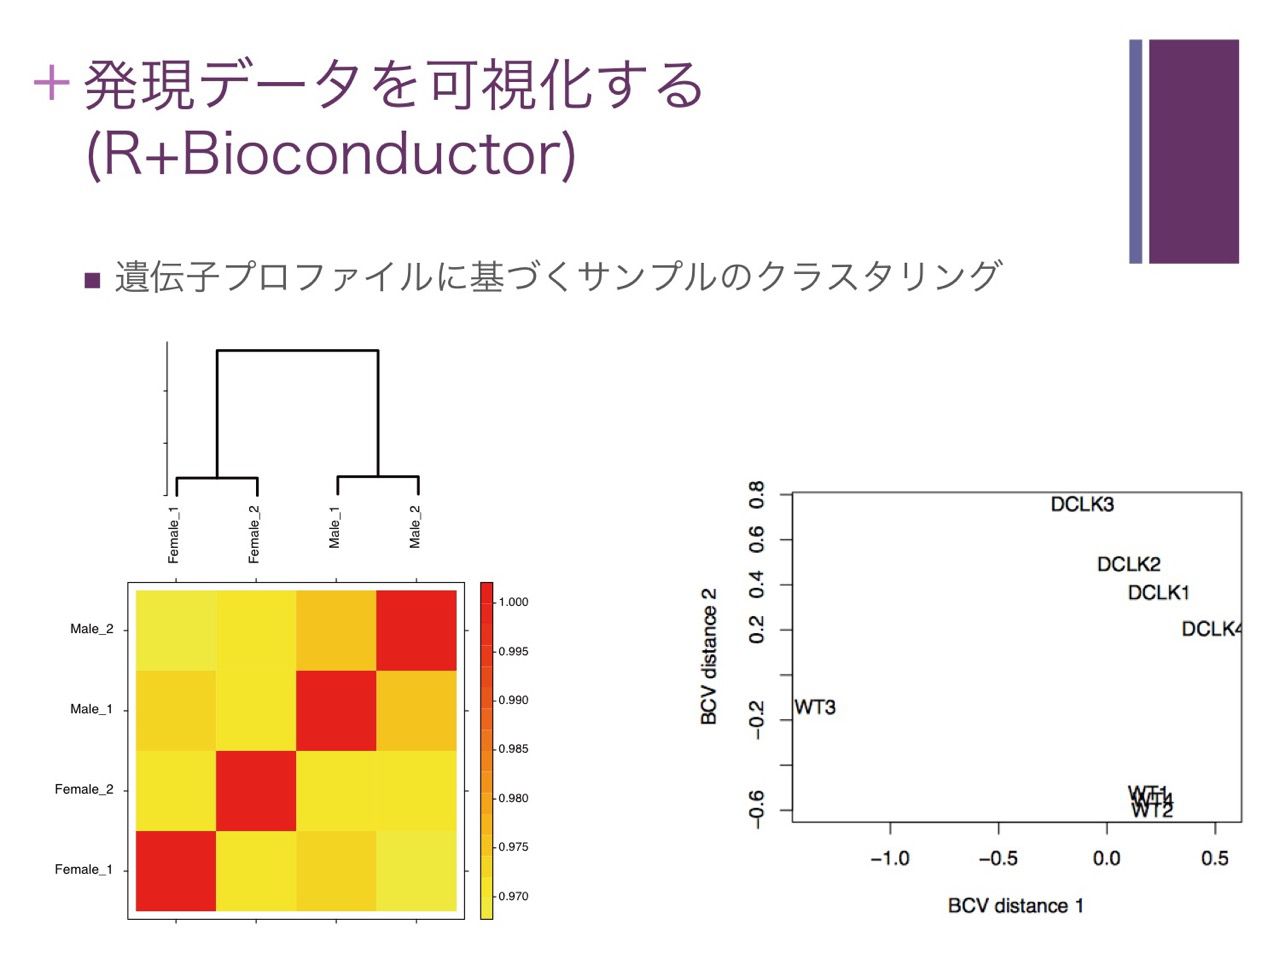 + 発現データを可視化する
(R+Bioconductor)
■ 遺伝子プロファイルに基づくサンプルのクラスタリング
Female_1
Female_2
Male_1
Male_2
Male_2
Male_1
Female_2
Female_1
1.000
0.995
0.990
0.985
0.980
0.975
0.970
BCV distance 2
0.8
0.6
0.4
0.2
−0.2
−0.6
DCLK3
DCLK2
DCLK1
DCLK4
WT3
WT1
WT4
WT2
−1.0 −0.5 0.0 0.5
BCV distance 1